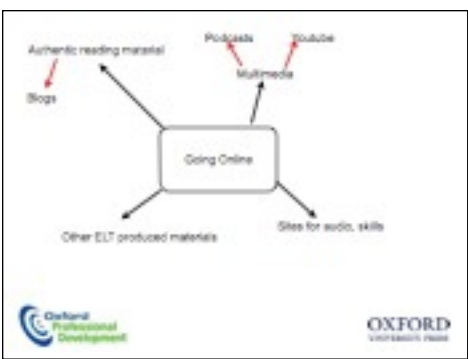 Podcasts
Youtube
Authentic reading material
Multimedia
Blogs
Going Online
Other ELT produced materials
Sites for audio, skills
Oxford
Professional
Development
OXFORD
UNIVERSITY PRESS